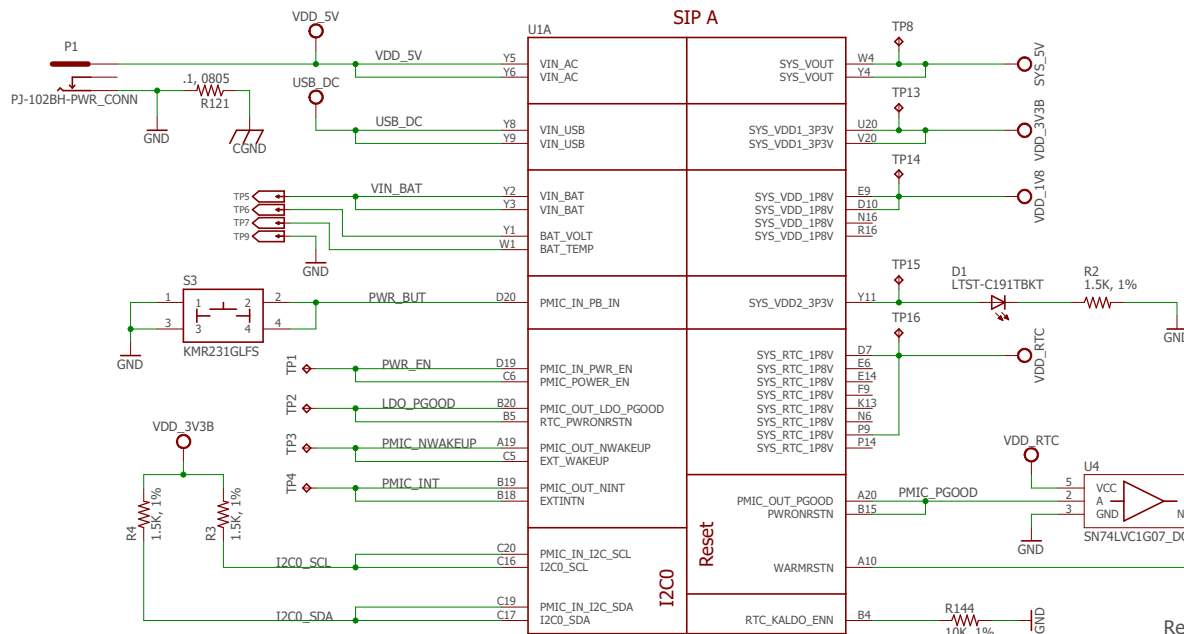 SIP A
U1A
VDD_5V
P1
VDD_5V
PJ-102BH-PWR_CONN
.1, 0805
R121
GND
CGND
USB_DC
USB_DC
Y5 VIN_AC
Y6 VIN_AC
Y8 VIN_USB
Y9 VIN_USB
TP5
TP6
TP7
TP9
VIN_BAT
GND
Y2 VIN_BAT
Y3 VIN_BAT
Y1 BAT_VOLT
W1 BAT_TEMP
S3
1 1 2 2
3 3 4 4
KMR231GLFS
GND
PWR_BUT
D20 PMIC_IN_PB_IN
TP1
PWR_EN
D19 PMIC_IN_PWR_EN
C6 PMIC_POWER_EN
TP2
LDO_PGOOD
B20 PMIC_OUT_LDO_PGOOD
B5 RTC_PWRONRSTN
TP3
PMIC_NWAKEUP
A19 PMIC_OUT_NWAKEUP
C5 EXT_WAKEUP
TP4
PMIC_INT
B19 PMIC_OUT_NINT
B18 EXTINTN
VDD_3V3B
R4
1.5K, 1%
R3
1.5K, 1%
I2C0_SCL
C20 PMIC_IN_I2C_SCL
C16 I2C0_SCL
I2C0_SDA
C19 PMIC_IN_I2C_SDA
C17 I2C0_SDA
I2C0
TP8
SYS_VOUT W4
SYS_VOUT Y4
SYS_5V
TP13
SYS_VDD1_3P3V U20
SYS_VDD1_3P3V V20
VDD_3V3B
TP14
SYS_VDD_1P8V E9
SYS_VDD_1P8V D10
SYS_VDD_1P8V N16
SYS_VDD_1P8V R16
VDD_1V8
TP15
SYS_VDD2_3P3V Y11
D1
LTST-C191TBKT
R2
1.5K, 1%
GND
TP16
SYS_RTC_1P8V D7
SYS_RTC_1P8V E6
SYS_RTC_1P8V E14
SYS_RTC_1P8V F9
SYS_RTC_1P8V K13
SYS_RTC_1P8V N6
SYS_RTC_1P8V P9
SYS_RTC_1P8V P14
VDD_RTC
Reset
PMIC_OUT_PGOOD A20
PWRONRSTN B15
PMIC_PGOOD
VDD_RTC
U4
5 VCC
2 A
3 GND
N
SN74LVC1G07_DC
GND
WARMRSTN A10
RTC_KALDO_ENN B4
R144
10K, 1%
GND
Re